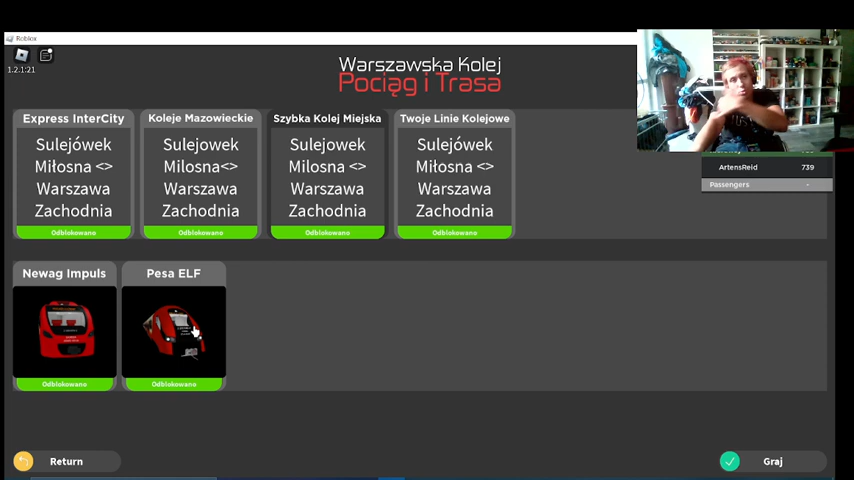 Roblox
1.2.1:21
Warszawska Kolej
Pociąg i Trasa
Express InterCity
Sulejówek
Miłosna <>
Warszawa
Zachodnia
Odblokowano
Koleje Mazowieckie
Sulejowek
Milosna<>
Warszawa
Zachodnia
Odblokowano
Szybka Kolej Miejska
Sulejowek
Milosna <>
Warszawa
Zachodnia
Odblokowano
Twoje Linie Kolejowe
Sulejówek
Miłosna <>
Warszawa
Zachodnia
Odblokowano
ArtensReid 739
Passengers -
Newag Impuls
Odblokowano
Pesa ELF
Odblokowano
Return
Graj